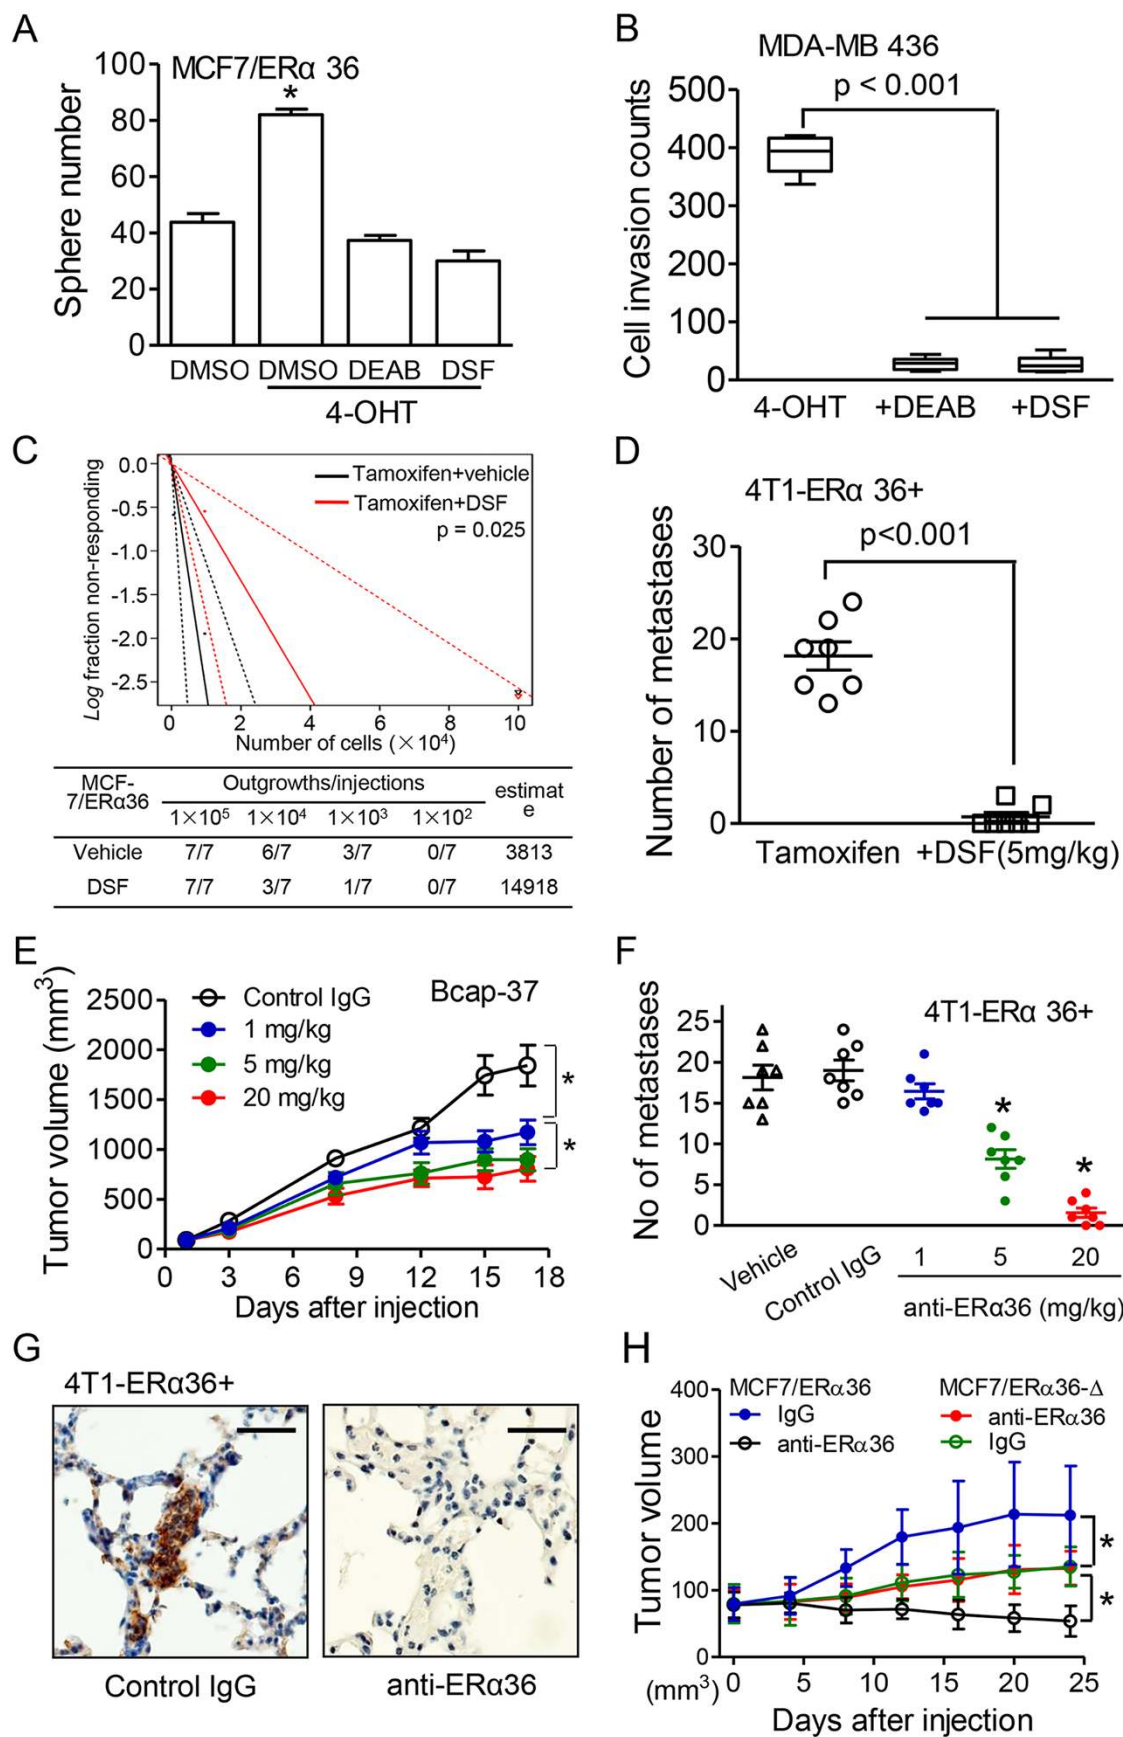 A
MCF7/ERα 36
Sphere number
100
80
60
40
20
0
*
DMSO DMSO DEAB DSF
4-OHT
B
MDA-MB 436
p < 0.001
Cell invasion counts
500
400
300
200
100
0
4-OHT +DEAB +DSF
C
Log fraction non-responding
0.0
-0.5
-1.0
-1.5
-2.0
-2.5
Tamoxifen+vehicle
Tamoxifen+DSF
p = 0.025
0 2 4 6 8 10
Number of cells (×10⁴)
MCF-7/ERα36 Outgrowths/injections estimate
1×10⁵ 1×10⁴ 1×10³ 1×10²
Vehicle 7/7 6/7 3/7 0/7 3813
DSF 7/7 3/7 1/7 0/7 14918
D
4T1-ERα 36+
p<0.001
Number of metastases
30
20
10
0
Tamoxifen +DSF(5mg/kg)
E
Tumor volume (mm³)
2500
2000
1500
1000
500
0
Control IgG
1 mg/kg
5 mg/kg
20 mg/kg
Bcap-37
*
*
0 3 6 9 12 15 18
Days after injection
F
4T1-ERα 36+
No of metastases
25
20
15
10
5
0
*
*
Vehicle
Control IgG
1 5 20
anti-ERα36 (mg/kg)
G
4T1-ERα36+
Control IgG
anti-ERα36
H
Tumor volume
400
300
200
100
0
(mm³)
MCF7/ERα36 MCF7/ERα36-Δ
IgG anti-ERα36
anti-ERα36 IgG
*
*
0 5 10 15 20 25
Days after injection